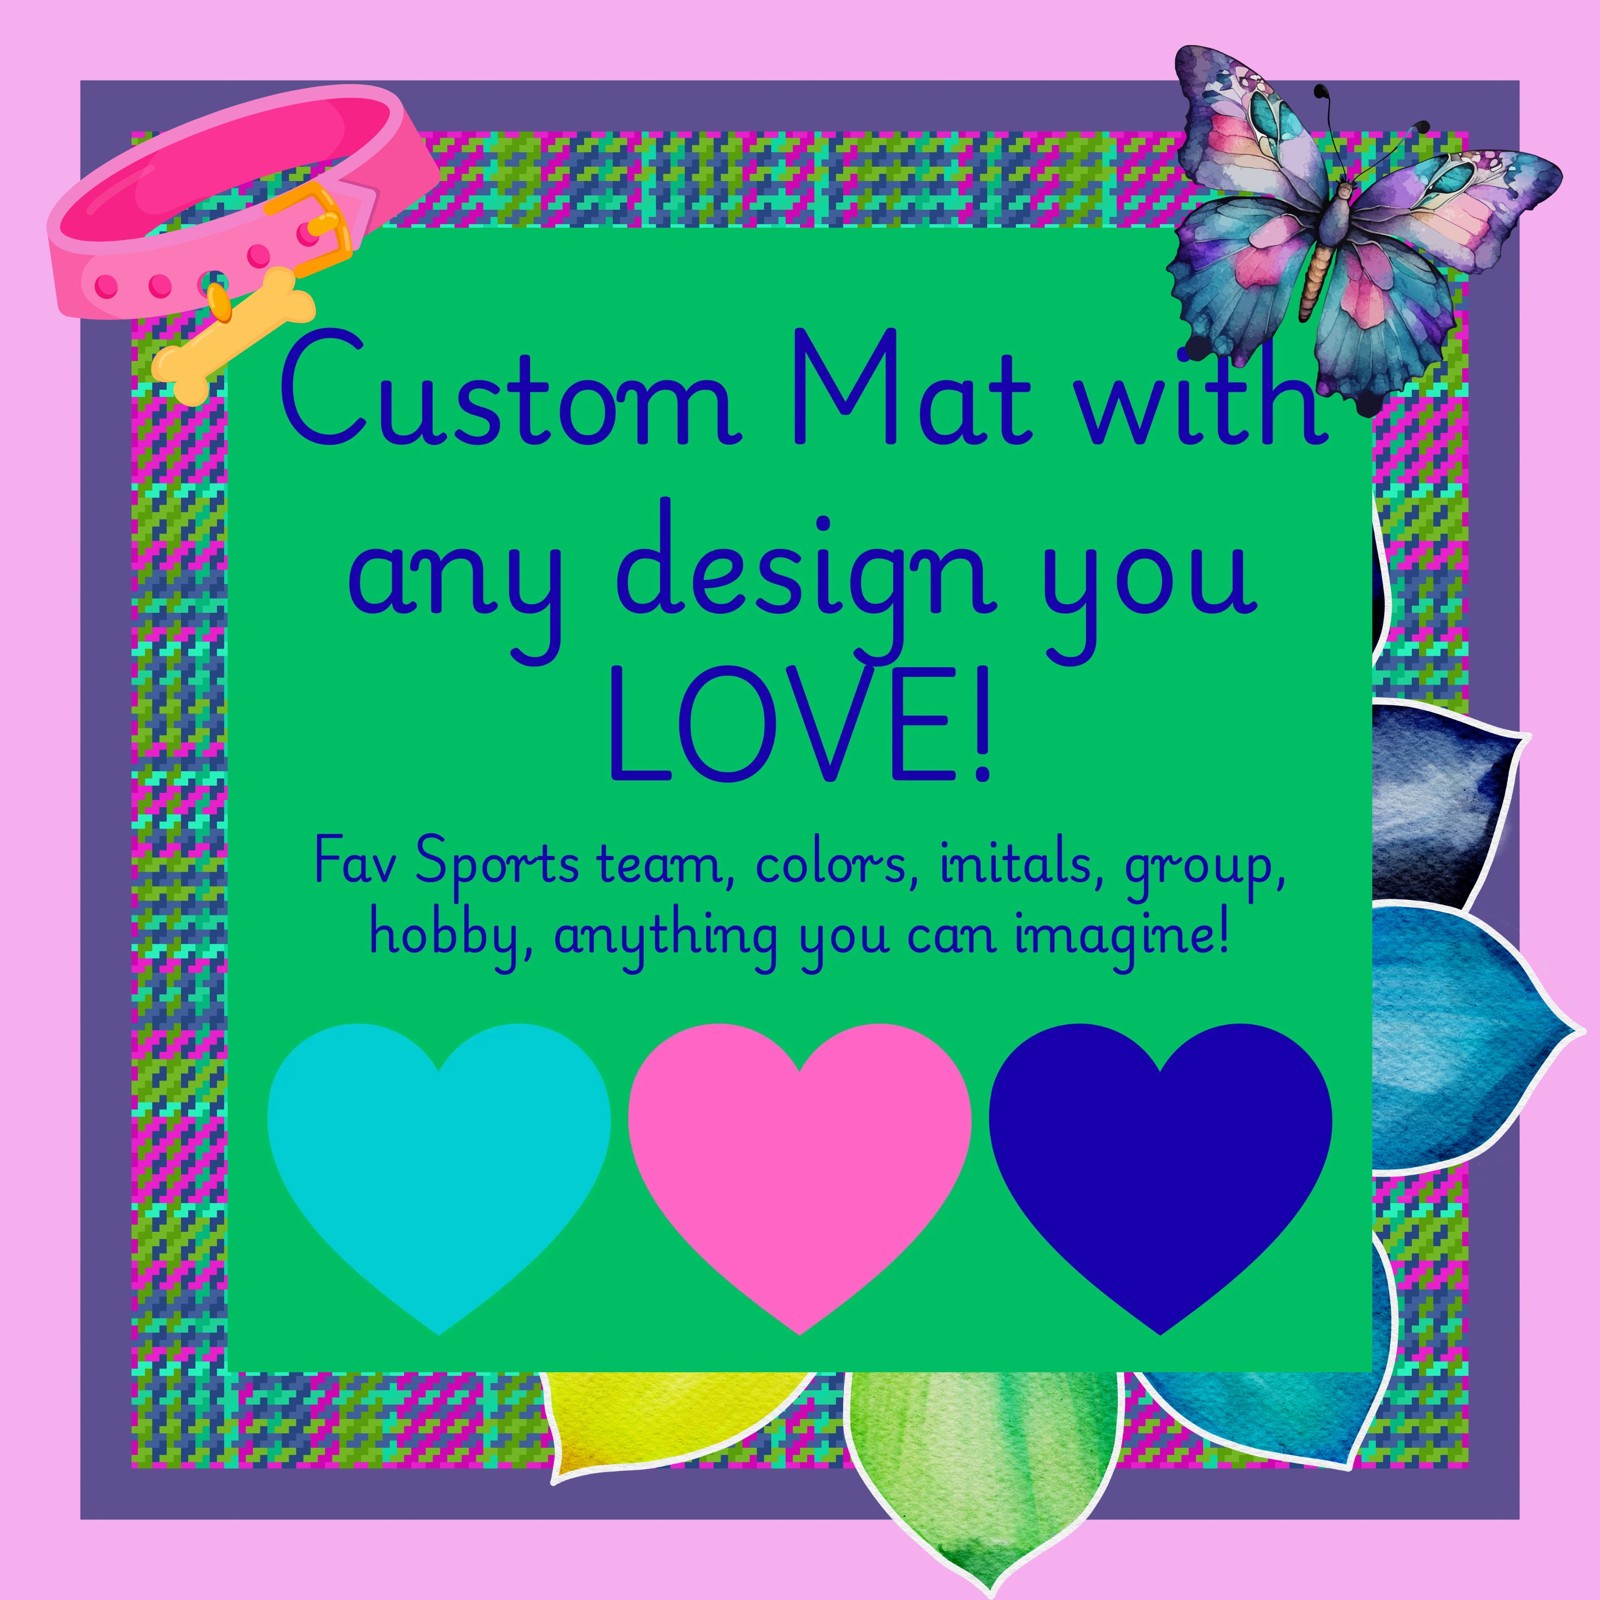 Custom Mat with
any design you
LOVE!
Fav Sports team, colors, initals, group,
hobby, anything you can imagine!